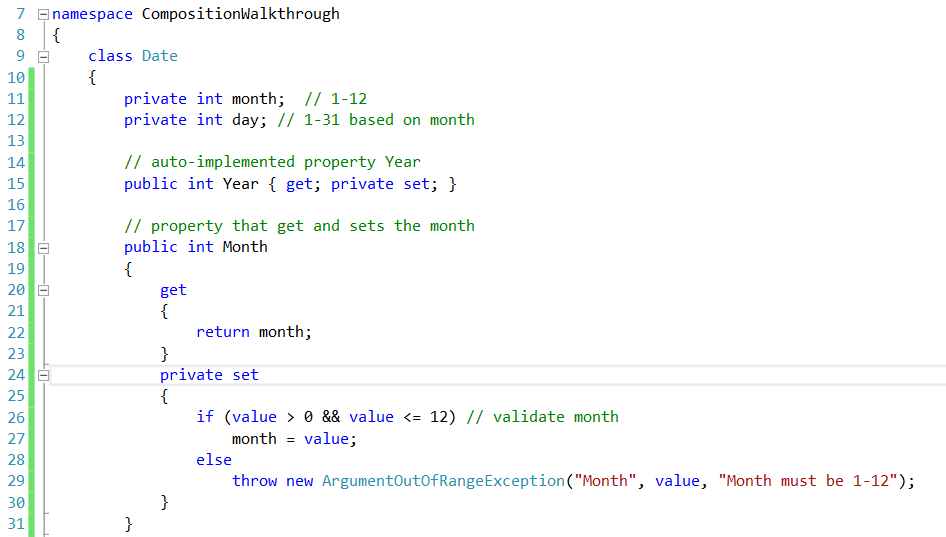 7 namespace CompositionWalkthrough
8 {
9     class Date
10     {
11         private int month;  // 1-12
12         private int day; // 1-31 based on month
13
14         // auto-implemented property Year
15         public int Year { get; private set; }
16
17         // property that get and sets the month
18         public int Month
19         {
20             get
21             {
22                 return month;
23             }
24             private set
25             {
26                 if (value > 0 && value <= 12) // validate month
27                     month = value;
28                 else
29                     throw new ArgumentOutOfRangeException("Month", value, "Month must be 1-12");
30             }
31         }